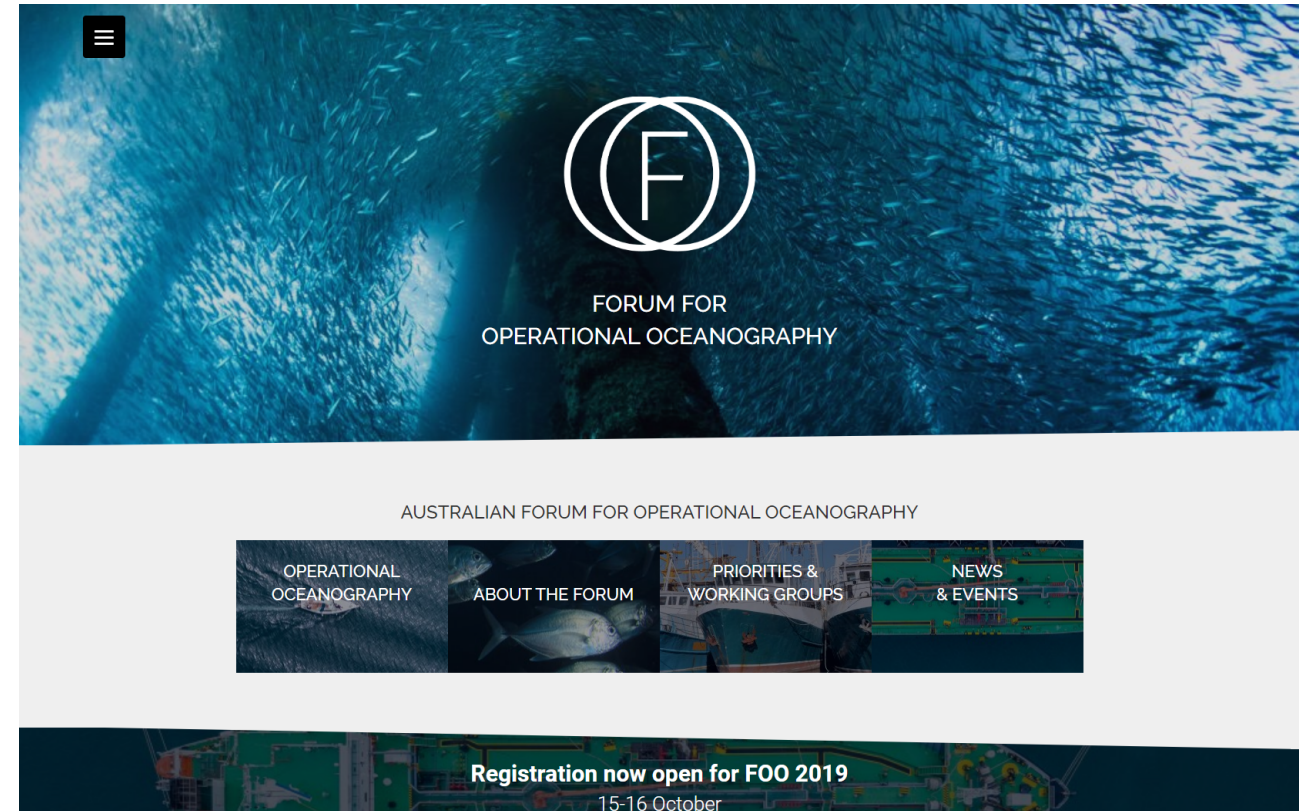 F
FORUM FOR
OPERATIONAL OCEANOGRAPHY
AUSTRALIAN FORUM FOR OPERATIONAL OCEANOGRAPHY
OPERATIONAL
OCEANOGRAPHY
ABOUT THE FORUM
PRIORITIES &
WORKING GROUPS
NEWS
& EVENTS
Registration now open for FOO 2019
15-16 October